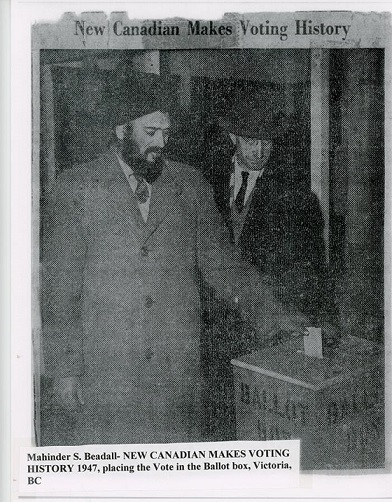 New Canadian Makes Voting History
BALLOT
BALL
Mahinder S. Beadall- NEW CANADIAN MAKES VOTING
HISTORY 1947, placing the Vote in the Ballot box, Victoria,
BC